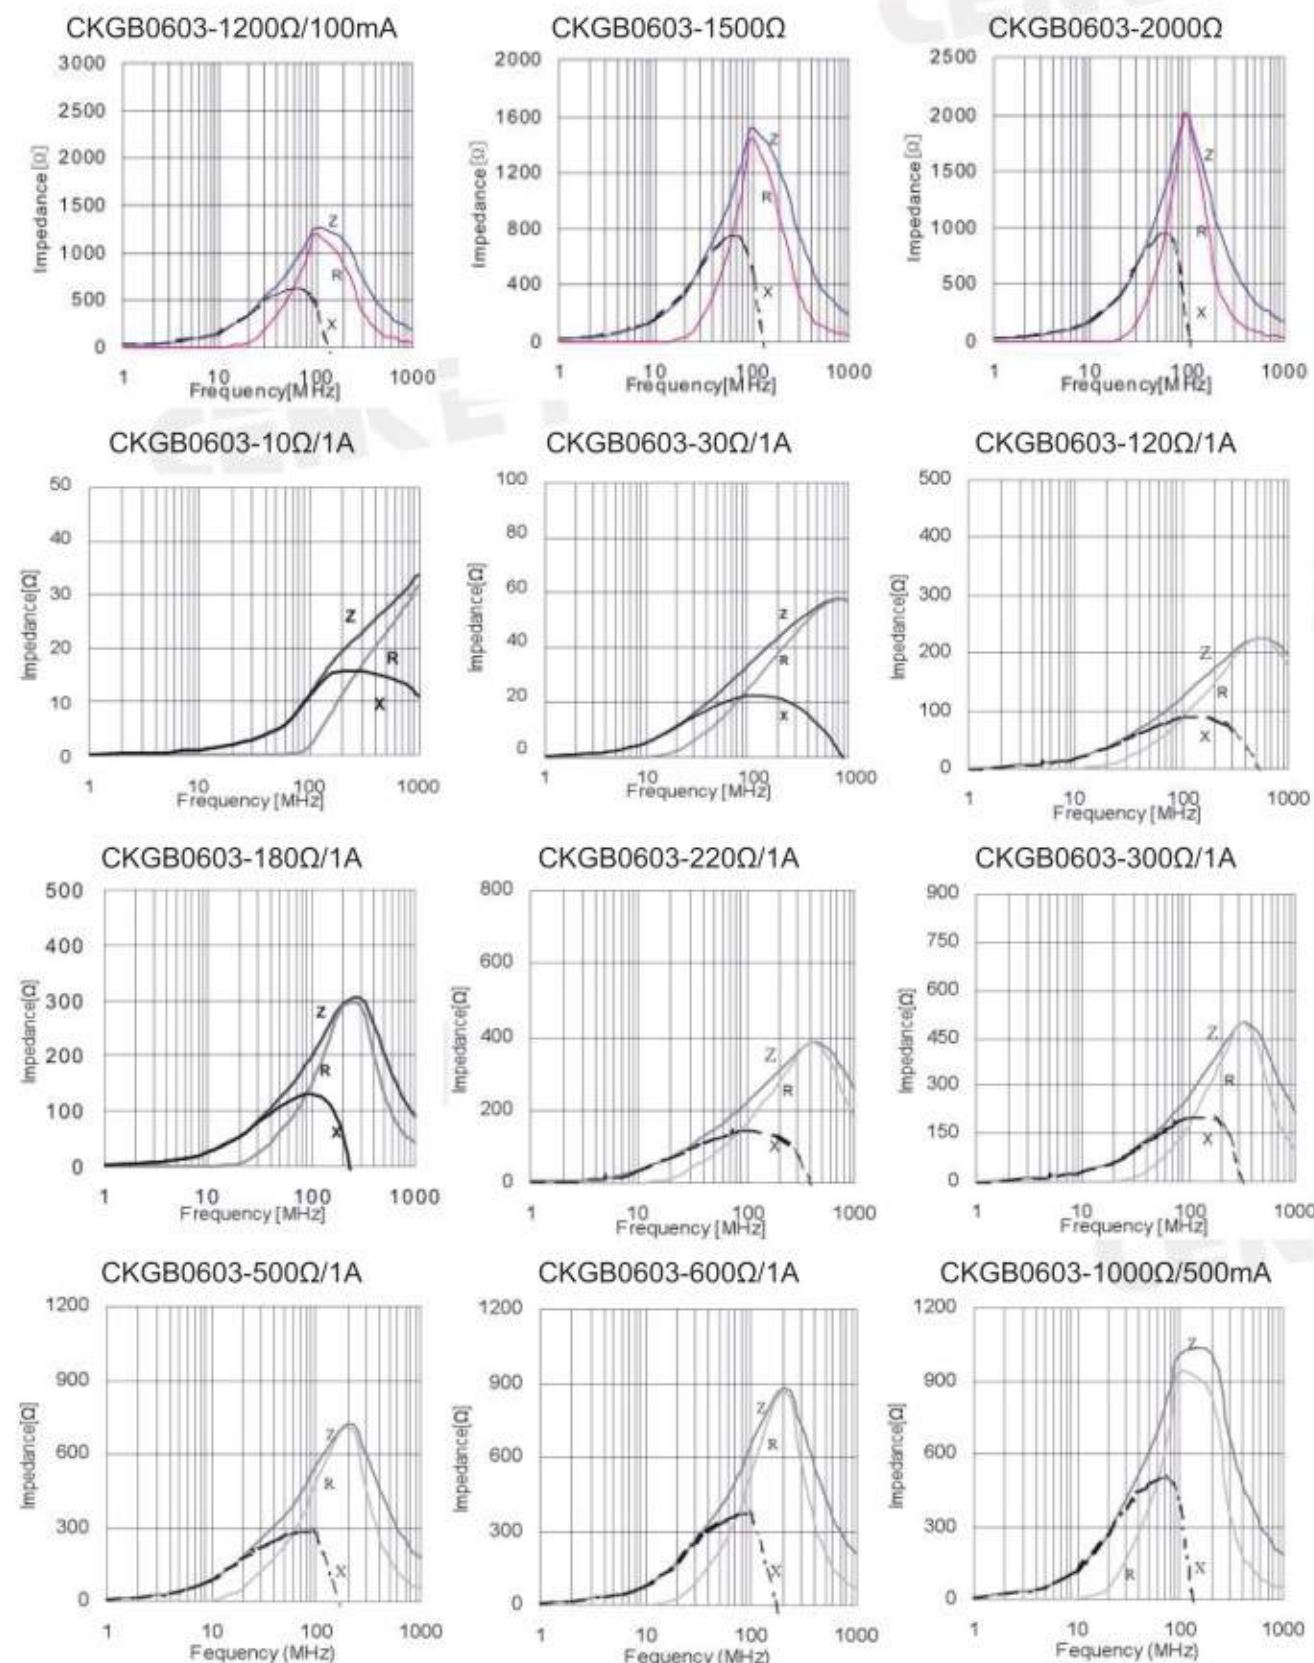 CKGB0603-1200Ω/100mA
3000
2500
2000
1500
1000
500
0
Impedance [Ω]
Z
R
X
1
10
100
1000
Frequency[MHz]
CKGB0603-1500Ω
2000
1600
1200
800
400
0
Impedance [Ω]
Z
R
X
1
10
100
1000
Frequency[MHz]
CKGB0603-2000Ω
2500
2000
1500
1000
500
0
Impedance [Ω]
Z
R
X
1
10
100
1000
Frequency[MHz]
CKGB0603-10Ω/1A
50
40
30
20
10
0
Impedance[Ω]
Z
R
X
1
10
100
1000
Frequency [MHz]
CKGB0603-30Ω/1A
100
80
60
40
20
0
Impedance[Ω]
Z
R
X
1
10
100
1000
Frequency [MHz]
CKGB0603-120Ω/1A
500
400
300
200
100
0
Impedance[Ω]
Z
R
X
1
10
100
1000
Frequency [MHz]
CKGB0603-180Ω/1A
500
400
300
200
100
0
Impedance[Ω]
Z
R
X
1
10
100
1000
Frequency [MHz]
CKGB0603-220Ω/1A
800
600
400
200
0
Impedance[Ω]
Z
R
X
1
10
100
1000
Frequency [MHz]
CKGB0603-300Ω/1A
900
750
600
450
300
150
0
Impedance[Ω]
Z
R
X
1
10
100
1000
Frequency [MHz]
CKGB0603-500Ω/1A
1200
900
600
300
0
Impedance[Ω]
Z
R
X
1
10
100
1000
Fequency (MHz)
CKGB0603-600Ω/1A
1200
900
600
300
0
Impedance[Ω]
Z
R
X
1
10
100
1000
Fequency (MHz)
CKGB0603-1000Ω/500mA
1200
900
600
300
0
Impedance[Ω]
Z
R
X
1
10
100
1000
Fequency (MHz)